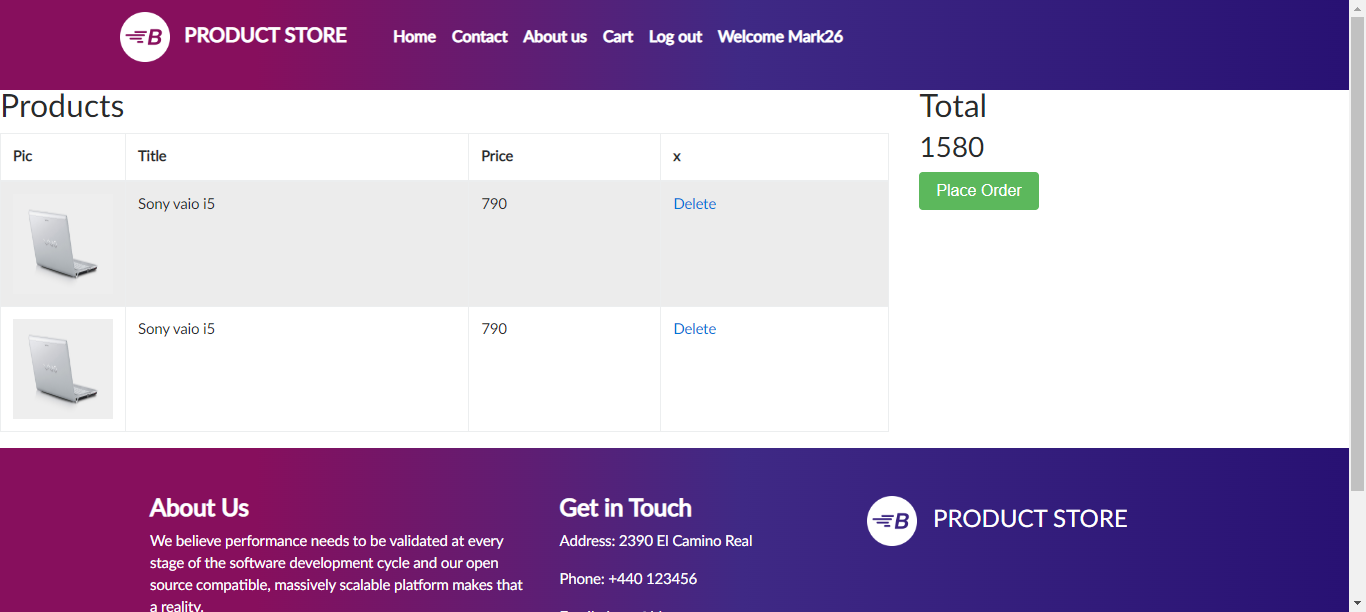 B PRODUCT STORE Home Contact About us Cart Log out Welcome Mark26
Products
Total
1580
Place Order
Pic Title Price x
Sony vaio i5 790 Delete
Sony vaio i5 790 Delete
About Us
We believe performance needs to be validated at every
stage of the software development cycle and our open
source compatible, massively scalable platform makes that
a reality.
Get in Touch
Address: 2390 El Camino Real
Phone: +440 123456
B PRODUCT STORE